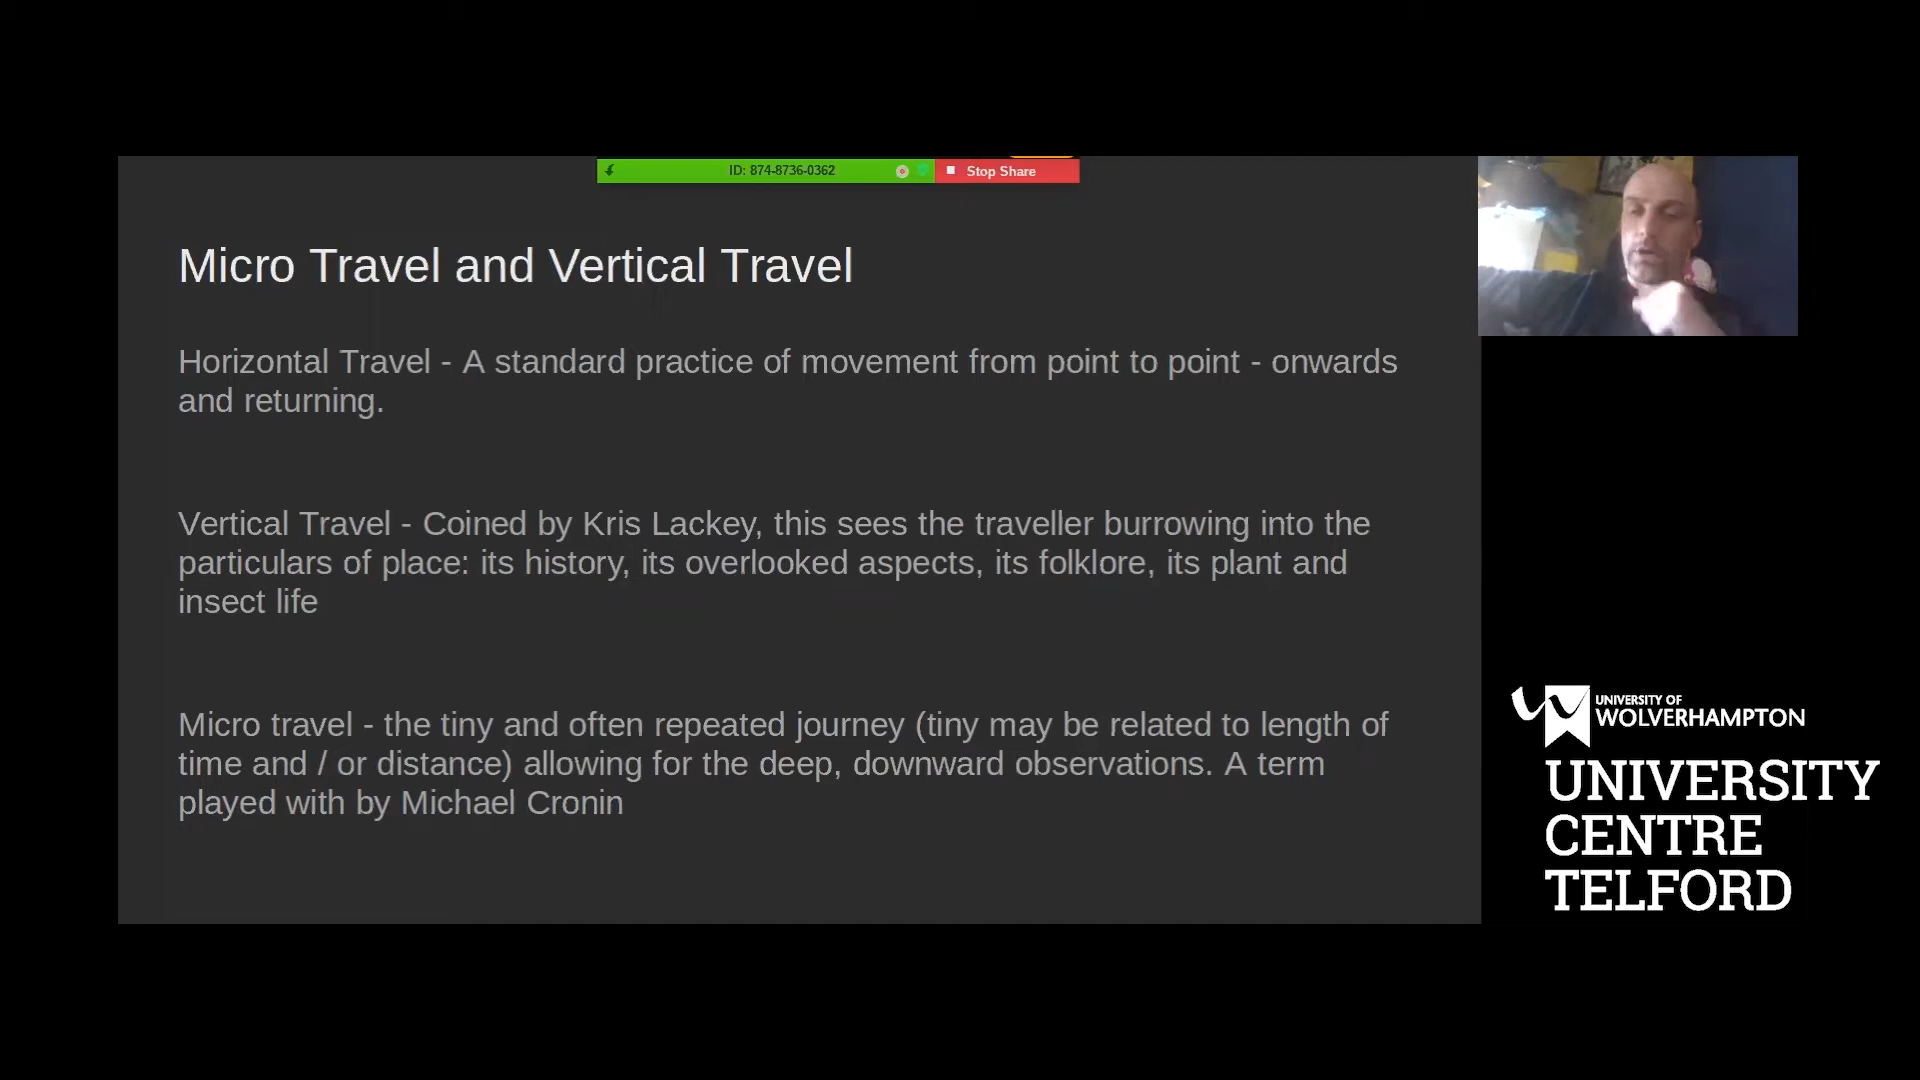 ID: 874-8736-0362
Stop Share
Micro Travel and Vertical Travel
Horizontal Travel - A standard practice of movement from point to point - onwards
and returning.
Vertical Travel - Coined by Kris Lackey, this sees the traveller burrowing into the
particulars of place: its history, its overlooked aspects, its folklore, its plant and
insect life
Micro travel - the tiny and often repeated journey (tiny may be related to length of
time and / or distance) allowing for the deep, downward observations. A term
played with by Michael Cronin
UNIVERSITY OF
WOLVERHAMPTON
UNIVERSITY
CENTRE
TELFORD